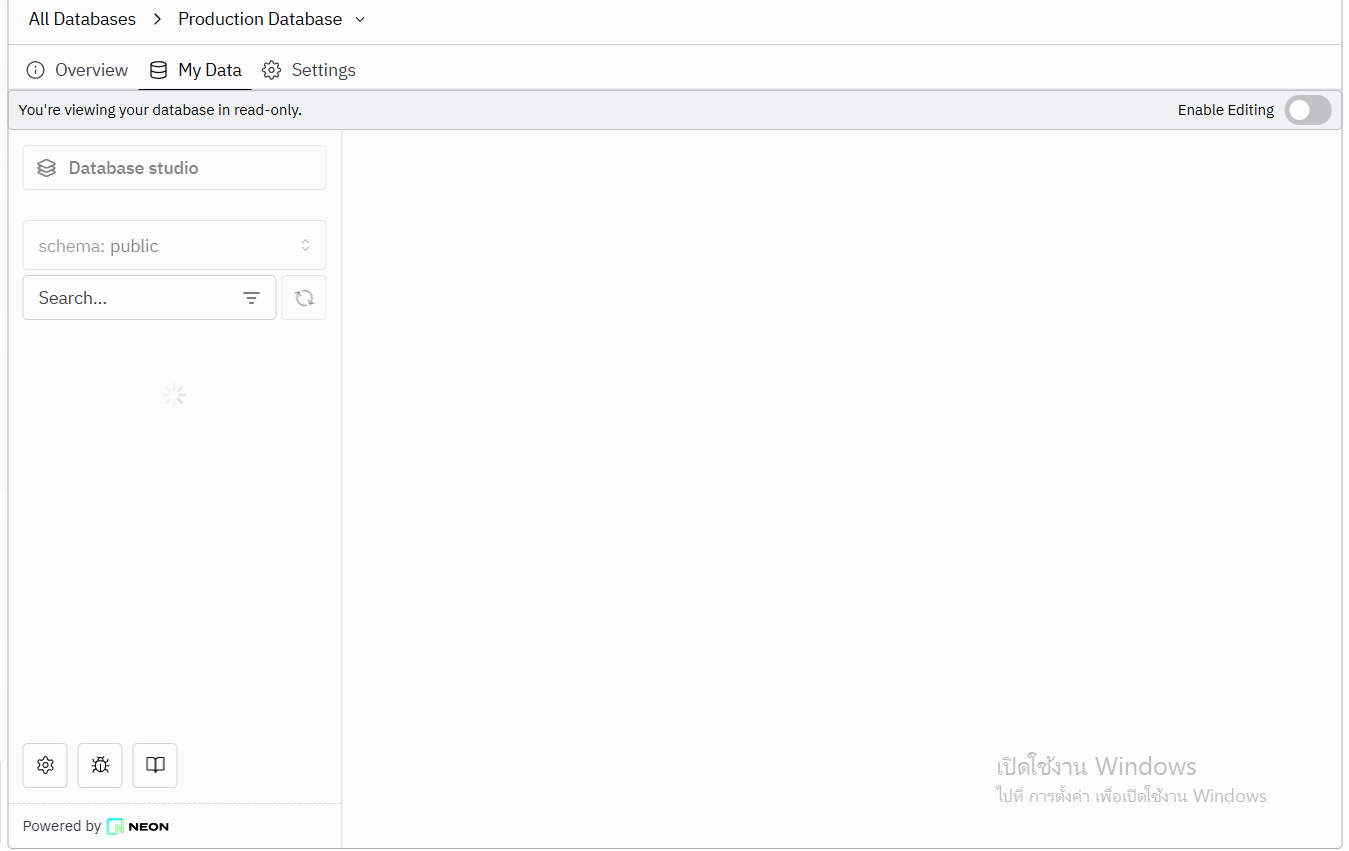 All Databases > Production Database
Overview My Data Settings
You're viewing your database in read-only.
Enable Editing
Database studio
schema: public
Search...
Powered by NEON
เปิดใช้งาน Windows
ไปที่ การตั้งค่า เพื่อเปิดใช้งาน Windows